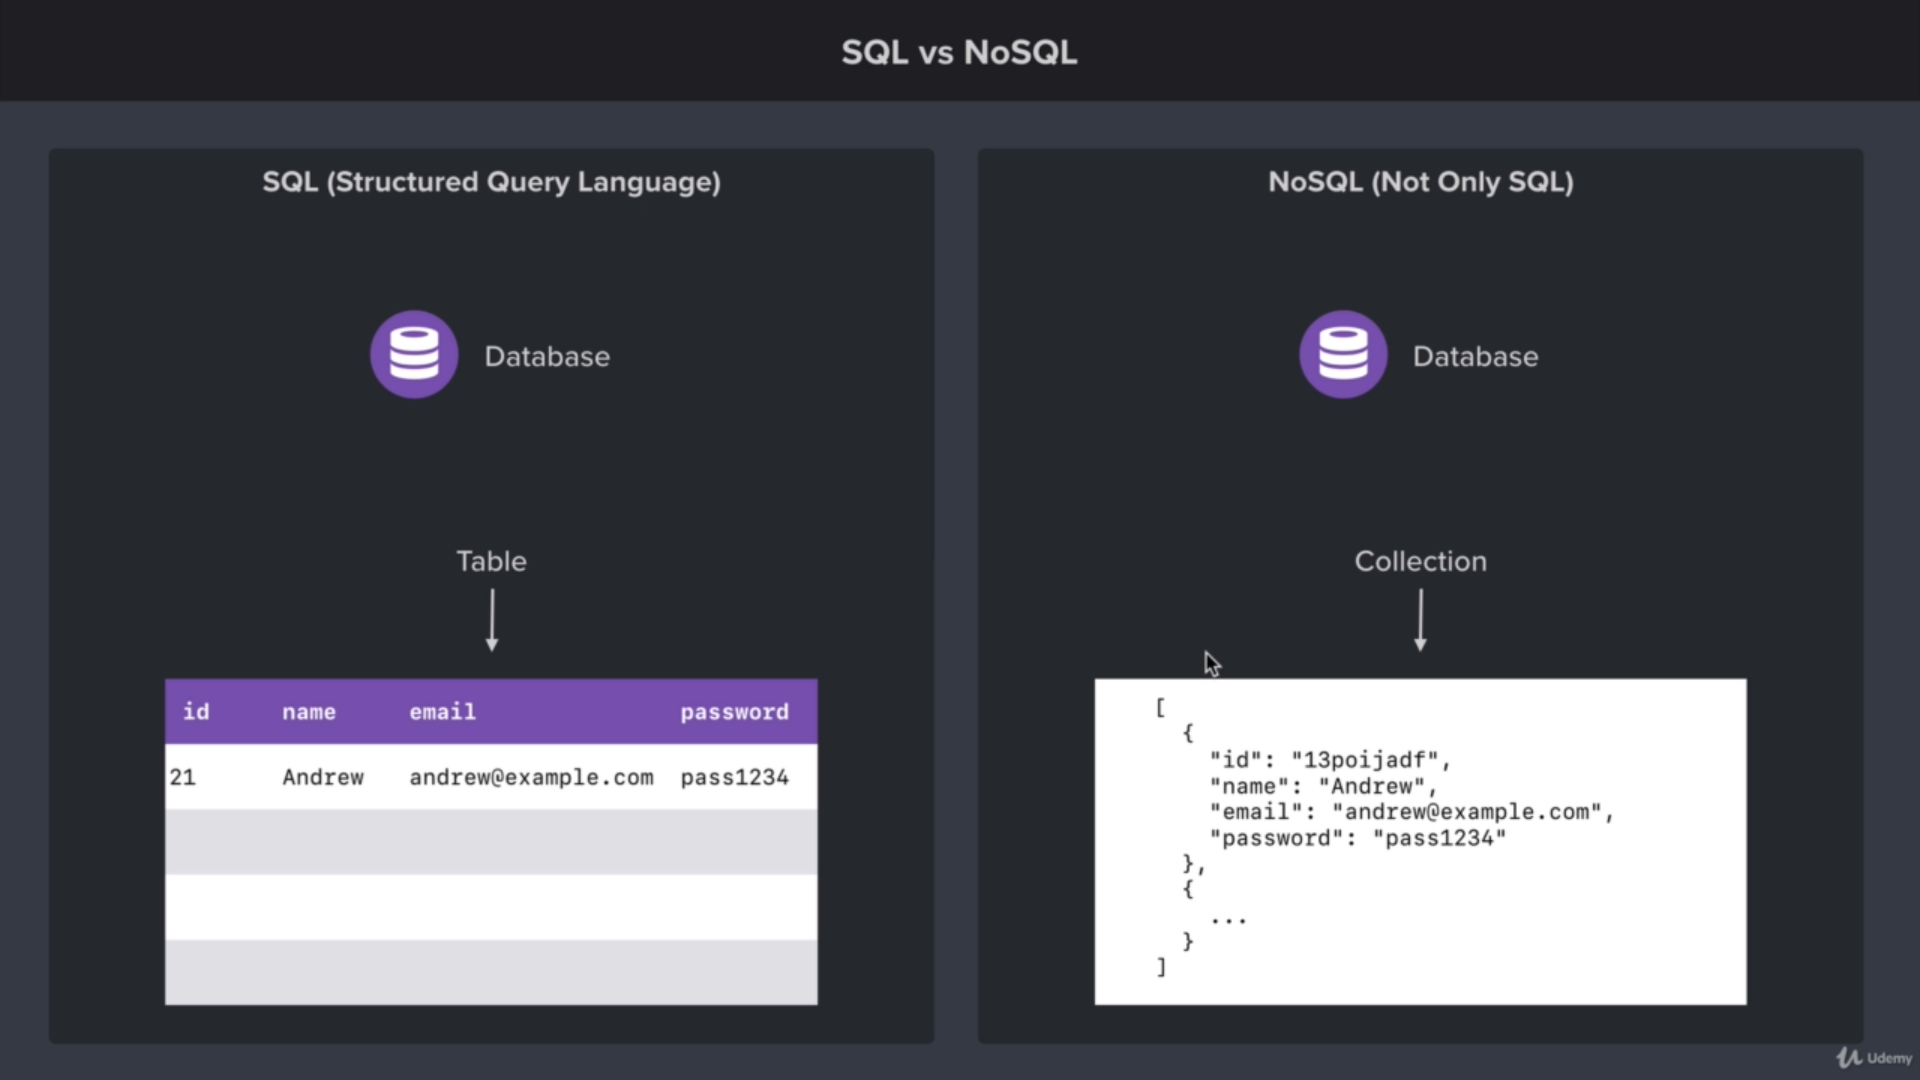 SQL vs NoSQL
SQL (Structured Query Language)
Database
Table
id name email password
21 Andrew andrew@example.com pass1234
NoSQL (Not Only SQL)
Database
Collection
[
{
"id": "13poijadf",
"name": "Andrew",
"email": "andrew@example.com",
"password": "pass1234"
},
{
...
}
]
Udemy